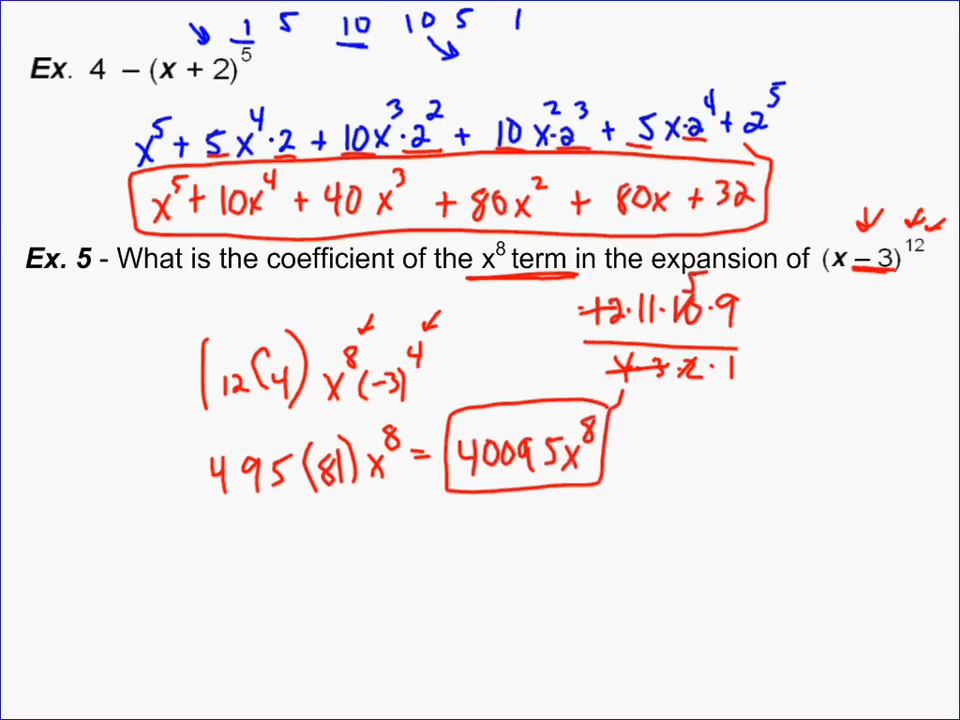 1 5 10 10 5 1
Ex. 4 – (x + 2)⁵
x⁵ + 5x⁴·2 + 10x³·2² + 10x²·2³ + 5x·2⁴ + 2⁵
x⁵ + 10x⁴ + 40x³ + 80x² + 80x + 32
Ex. 5 - What is the coefficient of the x⁸ term in the expansion of (x – 3)¹²
12·11·10·9 5
4·3·2·1
(12C4) x⁸(-3)⁴
495(81)x⁸ = 40095x⁸